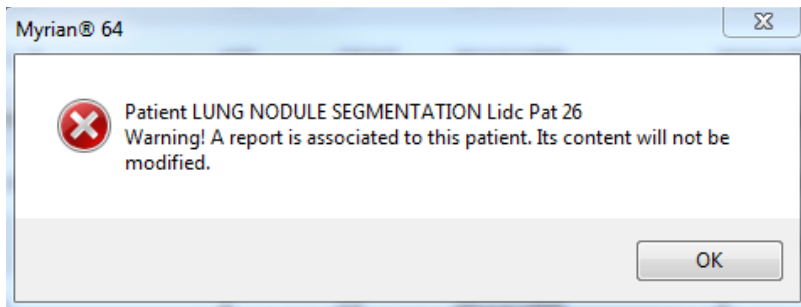 Myrian® 64
Patient LUNG NODULE SEGMENTATION Lidc Pat 26
Warning! A report is associated to this patient. Its content will not be
modified.
OK